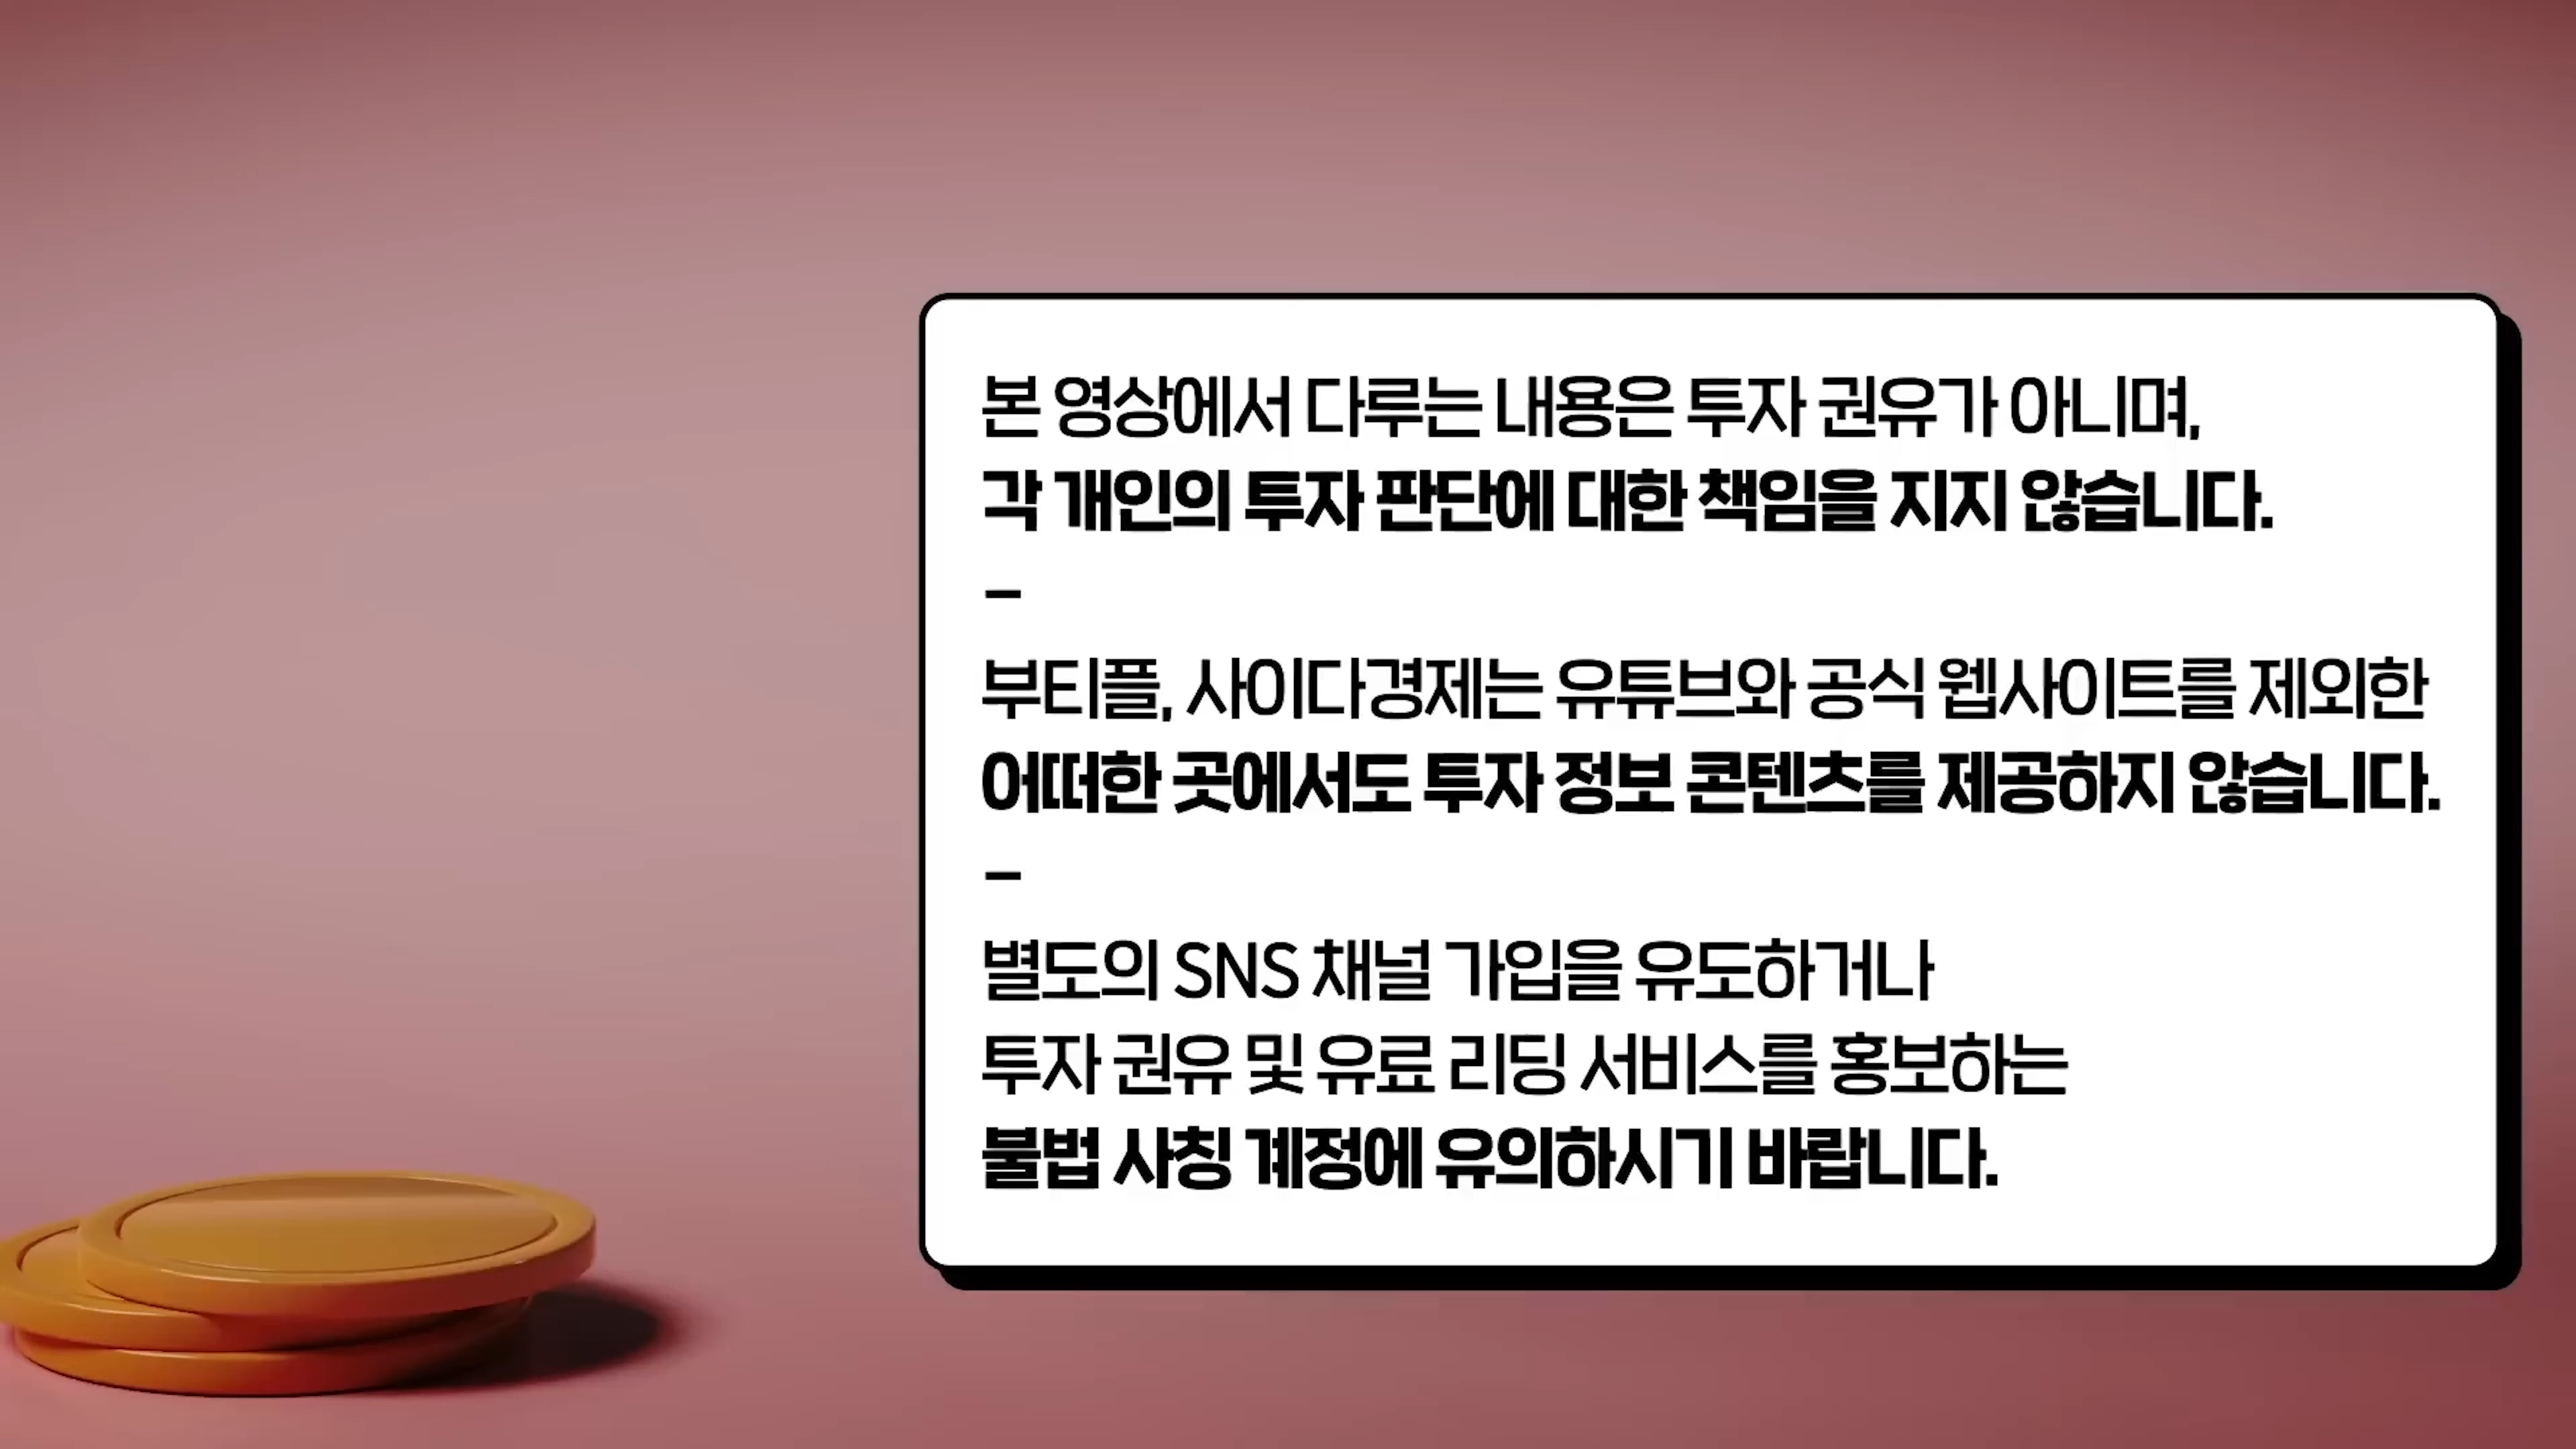 본 영상에서 다루는 내용은 투자 권유가 아니며,
각 개인의 투자 판단에 대한 책임을 지지 않습니다.
–
부티플, 사이다경제는 유튜브와 공식 웹사이트를 제외한
어떠한 곳에서도 투자 정보 콘텐츠를 제공하지 않습니다.
–
별도의 SNS 채널 가입을 유도하거나
투자 권유 및 유료 리딩 서비스를 홍보하는
불법 사칭 계정에 유의하시기 바랍니다.